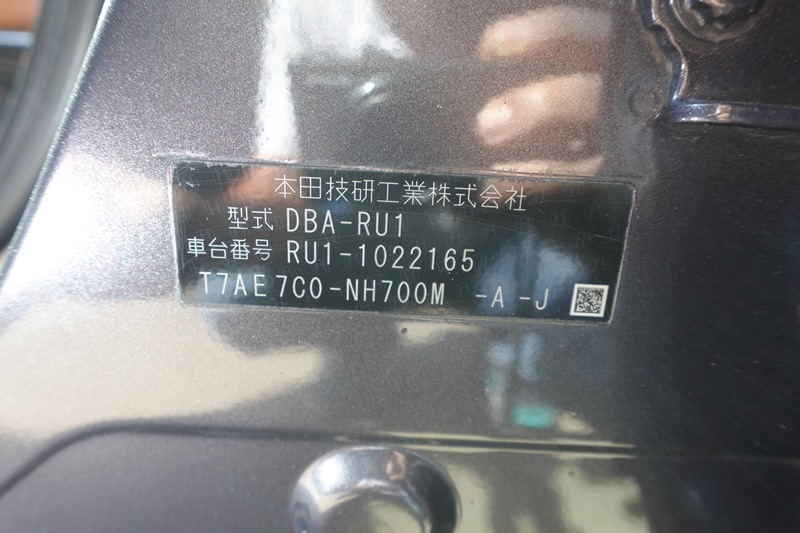 本田技研工業株式会社
型式 DBA-RU1
車台番号 RU1-1022165
T7AE7C0-NH700M -A -J